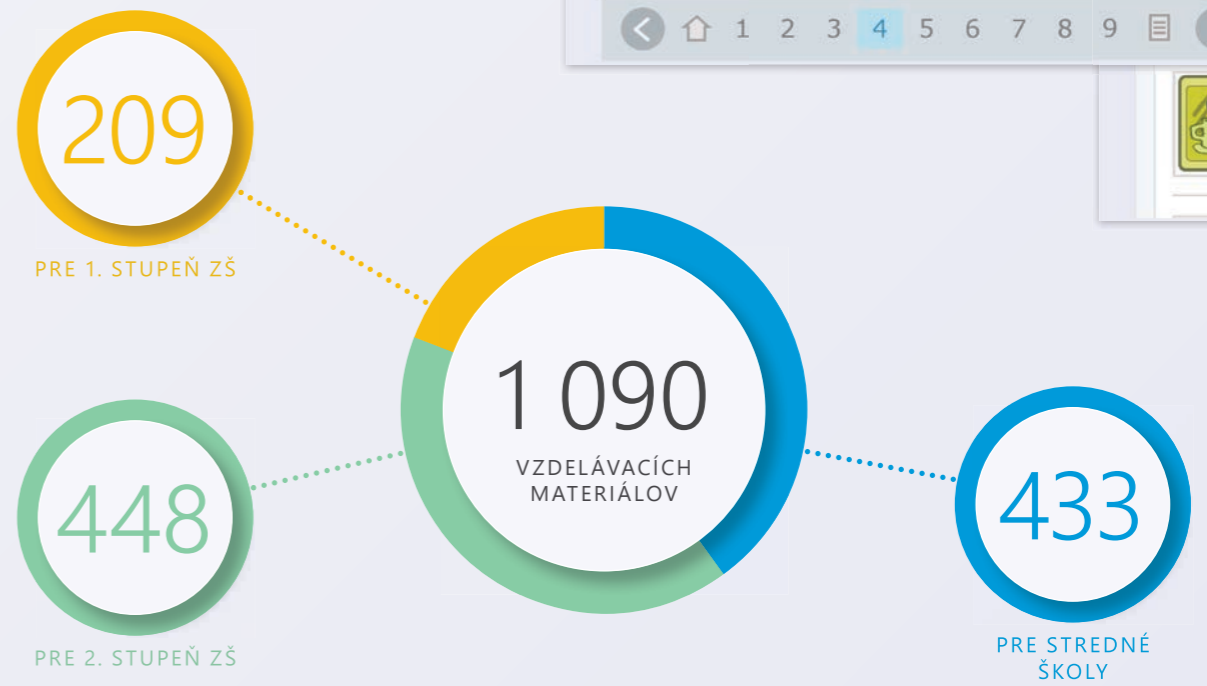 1 2 3 4 5 6 7 8 9
209
PRE 1. STUPEŇ ZŠ
1 090
VZDELÁVACÍCH
MATERIÁLOV
448
PRE 2. STUPEŇ ZŠ
433
PRE STREDNÉ
ŠKOLY